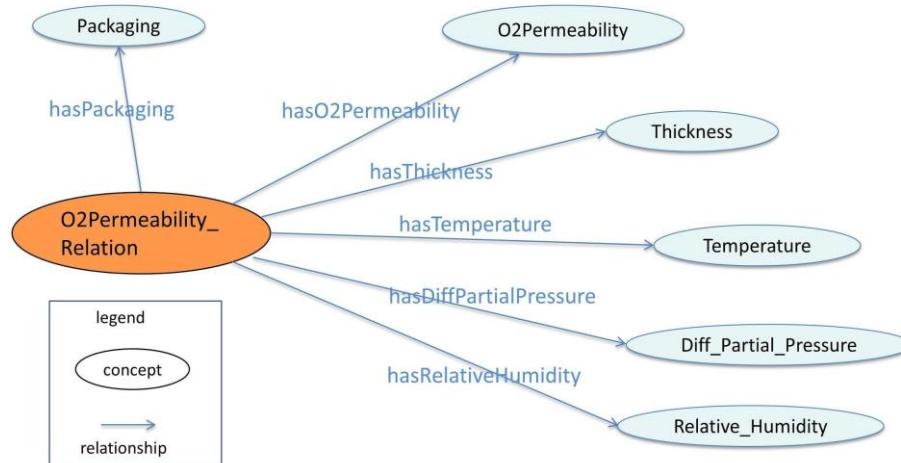 Packaging
O2Permeability
hasPackaging
hasO2Permeability
Thickness
hasThickness
O2Permeability_
Relation
hasTemperature
Temperature
hasDiffPartialPressure
legend
Diff_Partial_Pressure
concept
hasRelativeHumidity
Relative_Humidity
relationship